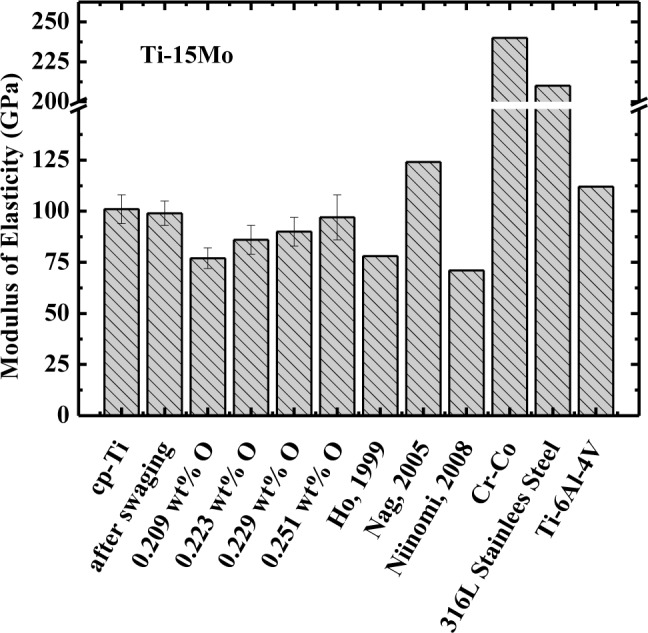 Ti-15Mo
Modulus of Elasticity (GPa)
250
225
200
125
100
75
50
25
0
cp-Ti
after swaging
0.209 wt% O
0.223 wt% O
0.229 wt% O
0.251 wt% O
Ho, 1999
Nag, 2005
Niinomi, 2008
Cr-Co
316L Stainlees Steel
Ti-6Al-4V